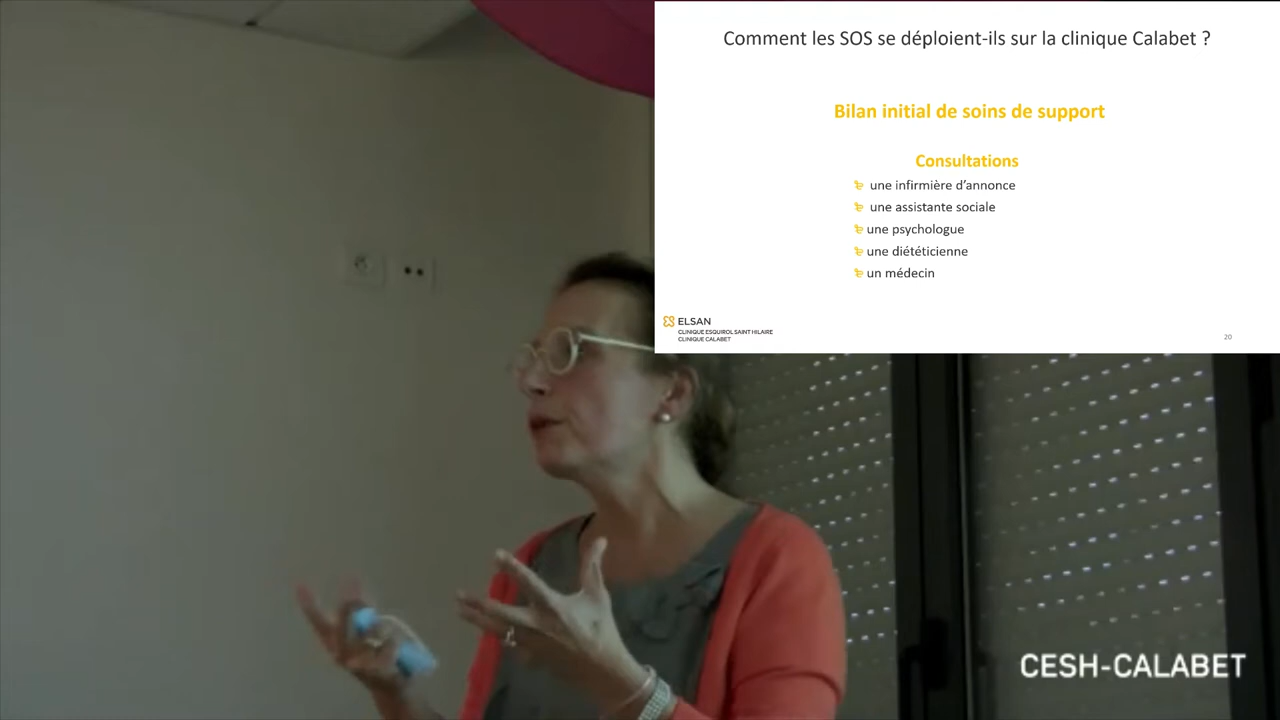 Comment les SOS se déploient-ils sur la clinique Calabet ?
Bilan initial de soins de support
Consultations
une infirmière d'annonce
une assistante sociale
une psychologue
une diététicienne
un médecin
ELSAN
CLINIQUE ESQUIROL SAINT HILAIRE
CLINIQUE CALABET
20
CESH-CALABET